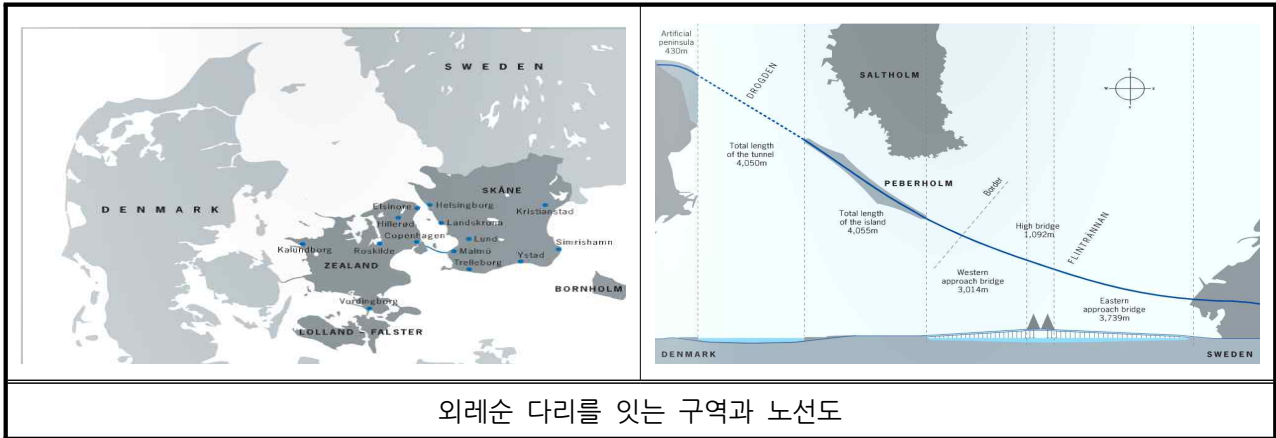 SWEDEN
DENMARK
SKÅNE
Elsinore
Helsingborg
Kristianstad
Hillerød
Landskrona
Copenhagen
Lund
Simrishamn
Kalundborg
Roskilde
Malmö
Ystad
ZEALAND
Trelleborg
BORNHOLM
Vordingborg
LOLLAND – FALSTER
Artificial
peninsula
430m
DROGDEN
SALTHOLM
N
W
E
S
Total length
of the tunnel
4,050m
PEBERHOLM
Border
Total length
of the island
4,055m
High bridge
1,092m
FLINTRÄNNAN
Western
approach bridge
3,014m
Eastern
approach bridge
3,739m
DENMARK
SWEDEN
외레순 다리를 잇는 구역과 노선도